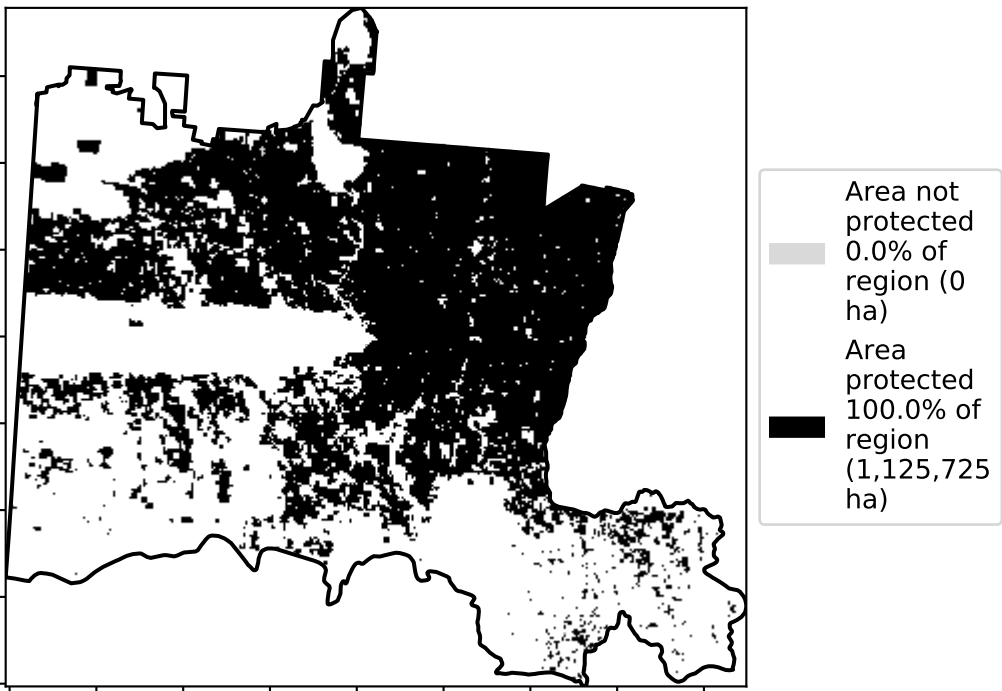 Area not
protected
0.0% of
region (0
ha)
Area
protected
100.0% of
region
(1,125,725
ha)